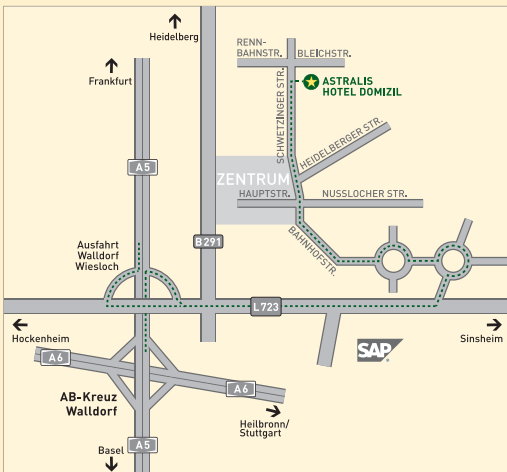 Heidelberg
Frankfurt
RENN-
BAHNSTR.
BLEICHSTR.
ASTRALIS
HOTEL DOMIZIL
SCHWETZINGER STR.
HEIDELBERGER STR.
A5
ZENTRUM
HAUPTSTR.
NUSSLOCHER STR.
BAHNHOFSTR.
Ausfahrt
Walldorf
Wiesloch
B291
L723
Hockenheim
SAP
Sinsheim
A6
A6
AB-Kreuz
Walldorf
Heilbronn/
Stuttgart
A5
Basel